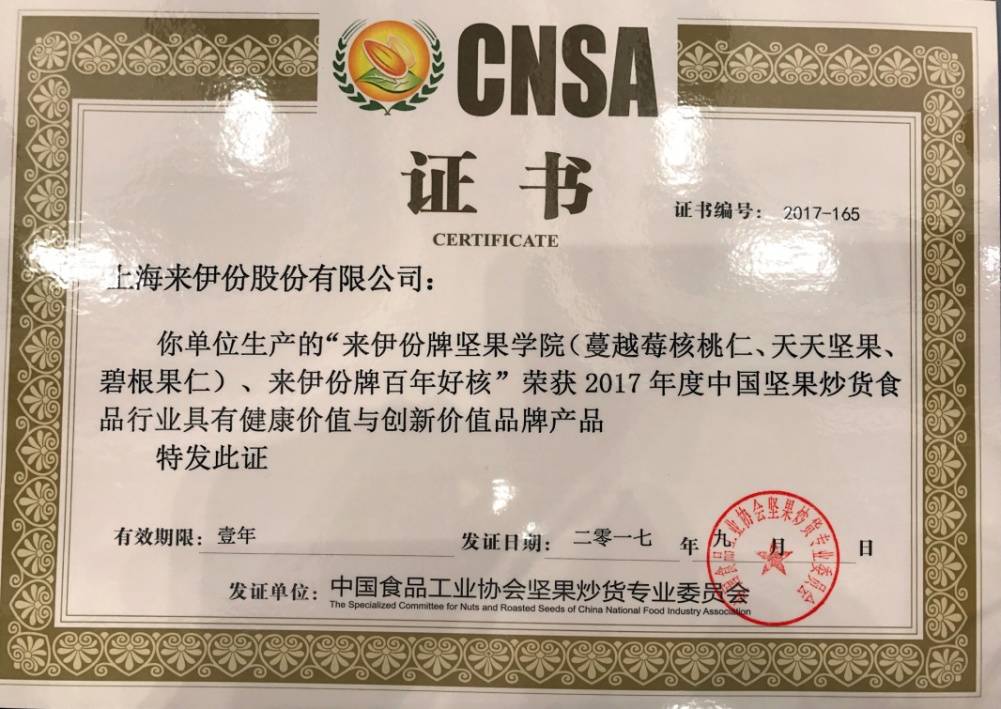 CNSA
证书
CERTIFICATE
证书编号： 2017-165
上海来伊份股份有限公司：
你单位生产的“来伊份牌坚果学院（蔓越莓核桃仁、天天坚果、
碧根果仁）、来伊份牌百年好核”荣获 2017 年度中国坚果炒货食
品行业具有健康价值与创新价值品牌产品
特发此证
有效期限： 壹年
发证日期： 二零一七 年 九 月 日
发证单位： 中国食品工业协会坚果炒货专业委员会
The Specialized Committee for Nuts and Roasted Seeds of China National Food Industry Association
业协会坚果炒货专业委员会